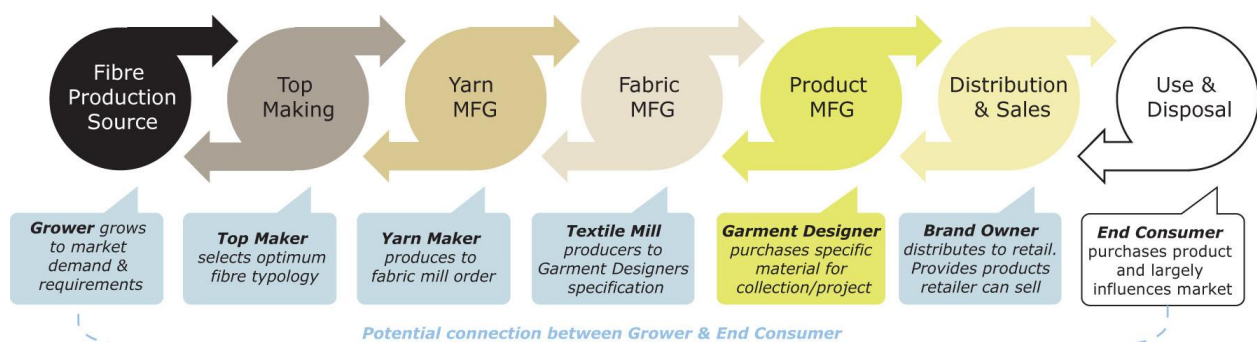 Fibre
Production
Source
Top
Making
Yarn
MFG
Fabric
MFG
Product
MFG
Distribution
& Sales
Use &
Disposal
Grower grows
to market
demand &
requirements
Top Maker
selects optimum
fibre typology
Yarn Maker
produces to
fabric mill order
Textile Mill
producers to
Garment Designers
specification
Garment Designer
purchases specific
material for
collection/project
Brand Owner
distributes to retail.
Provides products
retailer can sell
End Consumer
purchases product
and largely
influences market
Potential connection between Grower & End Consumer